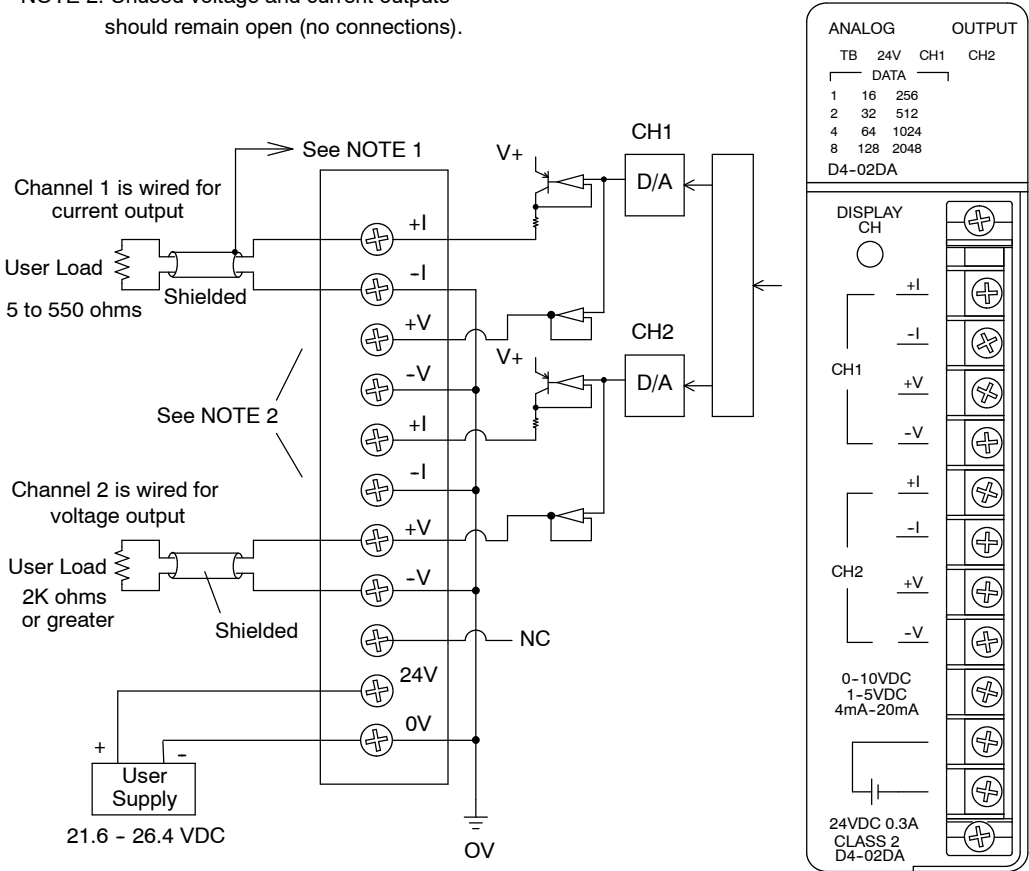 NOTE 2: Unused voltage and current outputs
should remain open (no connections).
See NOTE 1
Channel 1 is wired for
current output
User Load
5 to 550 ohms
Shielded
See NOTE 2
Channel 2 is wired for
voltage output
User Load
2K ohms
or greater
Shielded
+I
-I
+V
-V
+I
-I
+V
-V
NC
24V
0V
+
-
User
Supply
21.6 - 26.4 VDC
OV
V+
CH1
D/A
V+
CH2
D/A
ANALOG OUTPUT
TB 24V CH1 CH2
DATA
1 16 256
2 32 512
4 64 1024
8 128 2048
D4-02DA
DISPLAY
CH
CH1
+I
-I
+V
-V
CH2
+I
-I
+V
-V
0-10VDC
1-5VDC
4mA-20mA
24VDC 0.3A
CLASS 2
D4-02DA